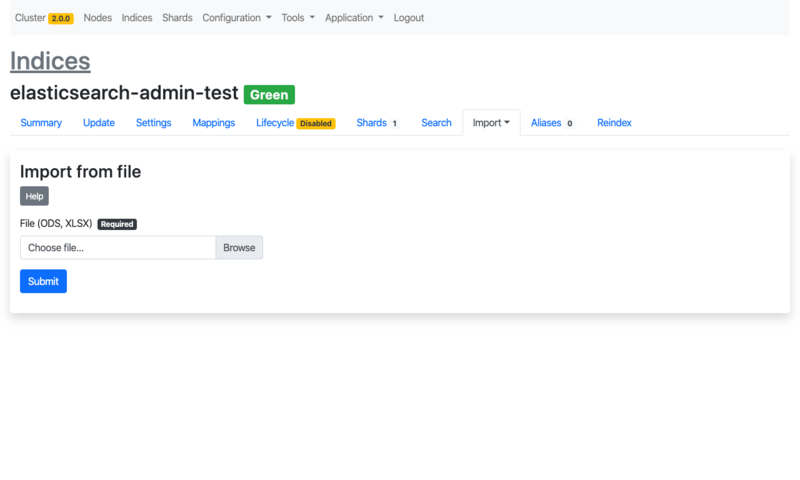 Cluster 2.0.0 Nodes Indices Shards Configuration Tools Application Logout
Indices
elasticsearch-admin-test Green
Summary Update Settings Mappings Lifecycle Disabled Shards 1 Search Import Aliases 0 Reindex
Import from file
Help
File (ODS, XLSX) Required
Choose file... Browse
Submit